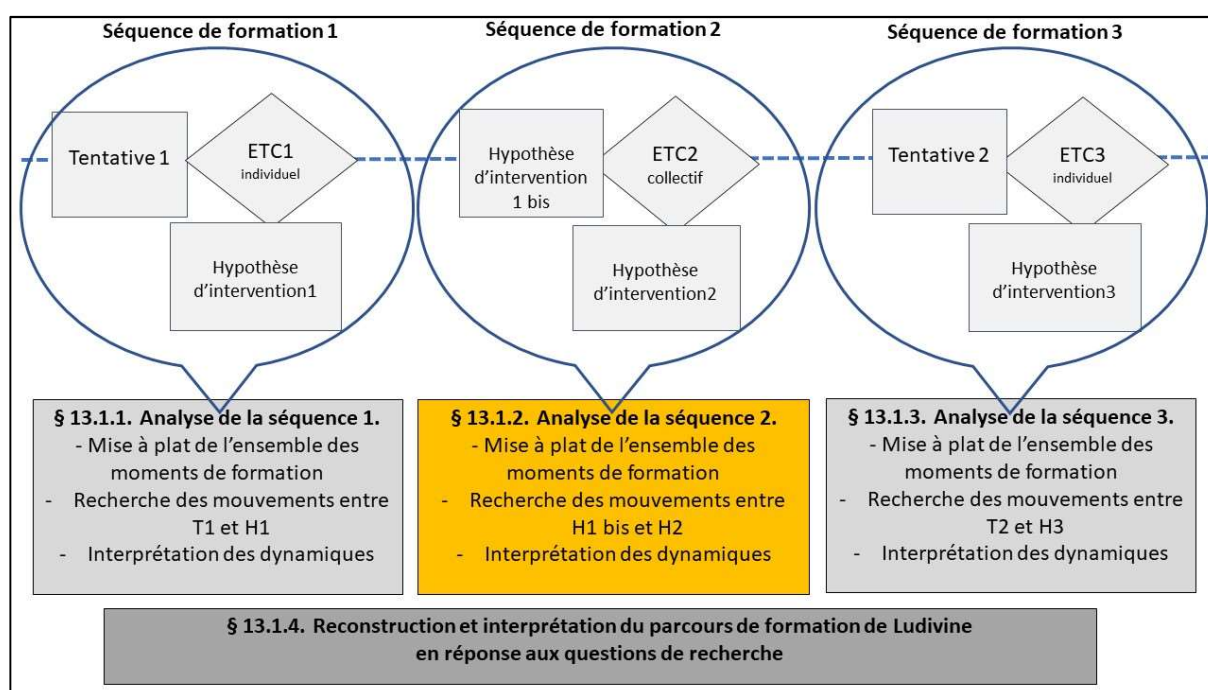 Séquence de formation 1
Tentative 1
ETC1
individuel
Hypothèse
d’intervention1
Séquence de formation 2
Hypothèse
d’intervention
1 bis
ETC2
collectif
Hypothèse
d’intervention2
Séquence de formation 3
Tentative 2
ETC3
individuel
Hypothèse
d’intervention3
§ 13.1.1. Analyse de la séquence 1.
- Mise à plat de l’ensemble des
moments de formation
- Recherche des mouvements entre
T1 et H1
- Interprétation des dynamiques
§ 13.1.2. Analyse de la séquence 2.
- Mise à plat de l’ensemble des
moments de formation
- Recherche des mouvements entre
H1 bis et H2
- Interprétation des dynamiques
§ 13.1.3. Analyse de la séquence 3.
- Mise à plat de l’ensemble des
moments de formation
- Recherche des mouvements entre
T2 et H3
- Interprétation des dynamiques
§ 13.1.4. Reconstruction et interprétation du parcours de formation de Ludivine
en réponse aux questions de recherche